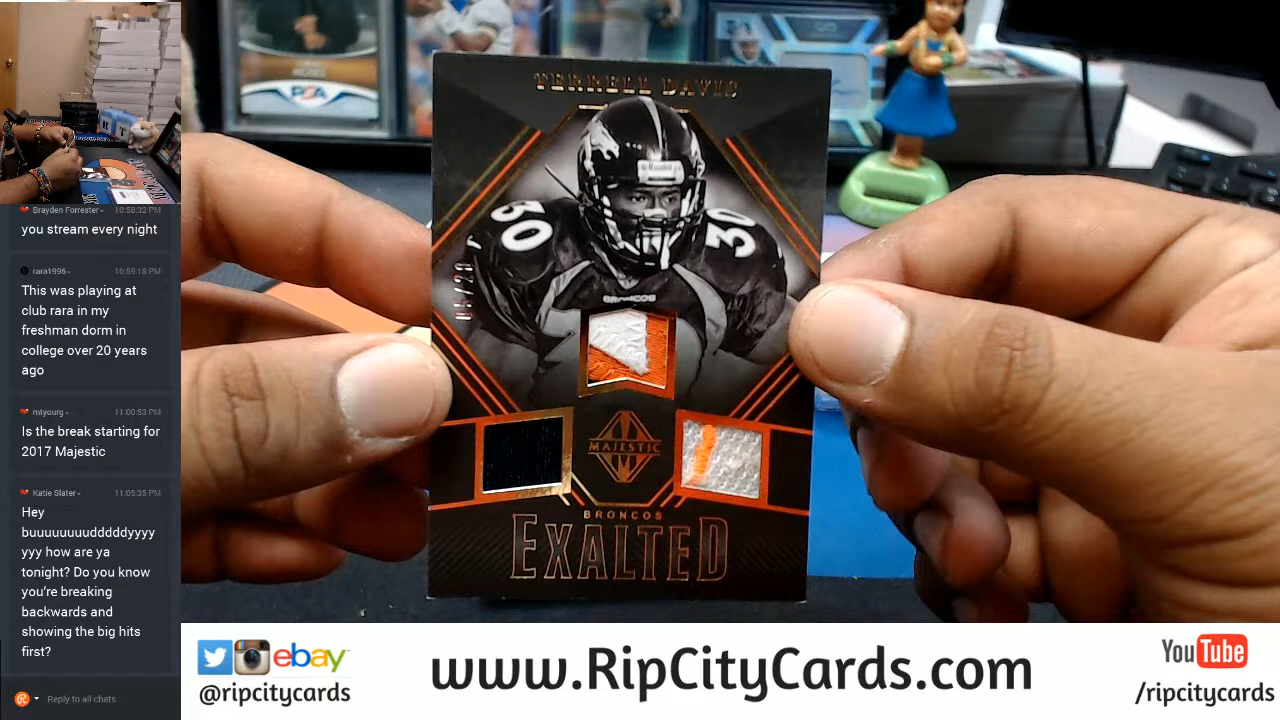 Brayden Forrester 10:58:32 PM
you stream every night
rara1996 10:59:18 PM
This was playing at
club rara in my
freshman dorm in
college over 20 years
ago
mtyourg 11:00:53 PM
Is the break starting for
2017 Majestic
Katie Slater 11:05:35 PM
Hey
buuuuuuuudddddyyyy
yyy how are ya
tonight? Do you know
you're breaking
backwards and
showing the big hits
first?
Reply to all chats
PSA
TERRELL DAVIS
Riddell
30
30
BRONCOS
MAJESTIC
BRONCOS
EXALTED
ebay
@ripcitycards
www.RipCityCards.com
YouTube
/ripcitycards